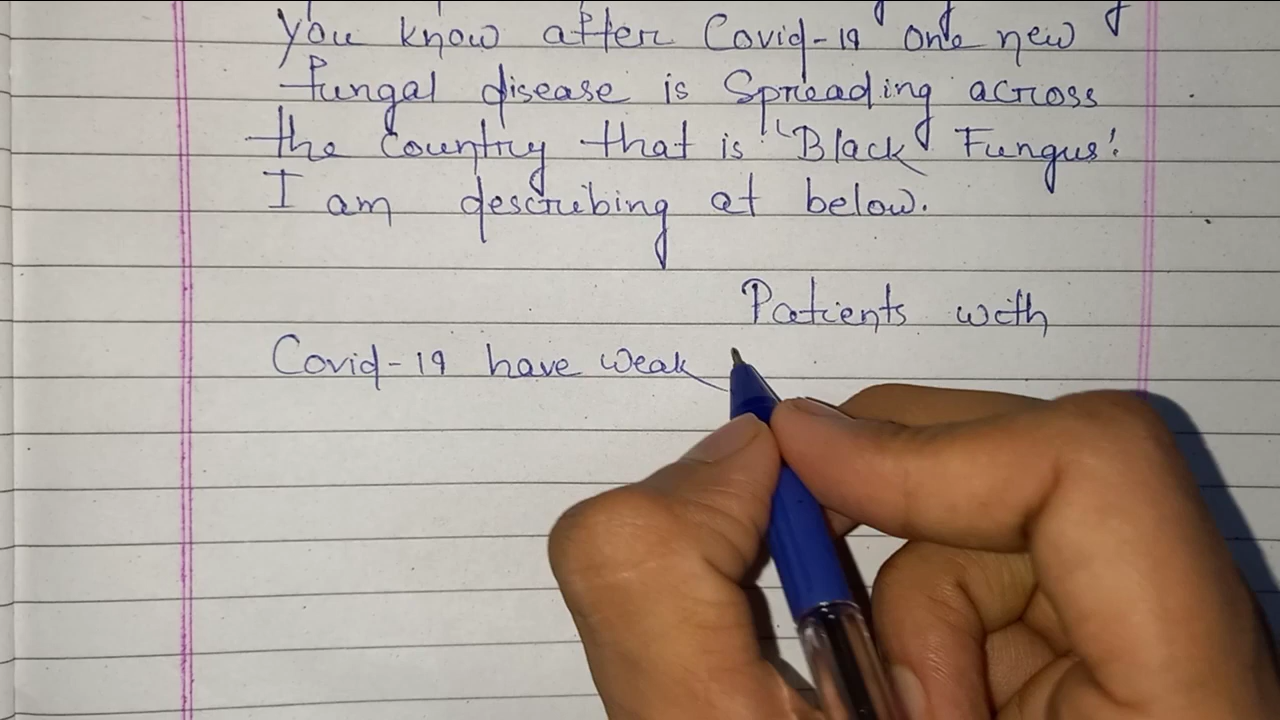 you know after Covid-19 one new
fungal disease is Spreading across
the Country that is "Black Fungus".
I am describing at below.
Patients with
Covid-19 have weak